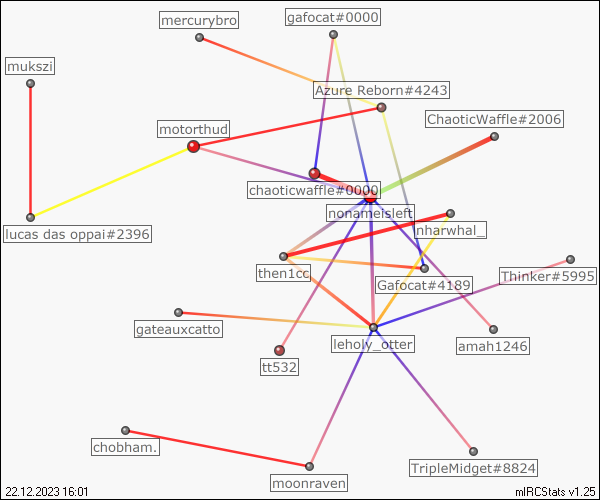 mercurybro
gafocat#0000
mukszi
Azure Reborn#4243
ChaoticWaffle#2006
motorthud
chaoticwaffle#0000
nonameisleft
lucas das oppai#2396
nharwhal_
then1cc
Gafocat#4189
Thinker#5995
gateauxcatto
leholy_otter
amah1246
tt532
chobham.
TripleMidget#8824
moonraven
22.12.2023 16:01
mIRCStats v1.25